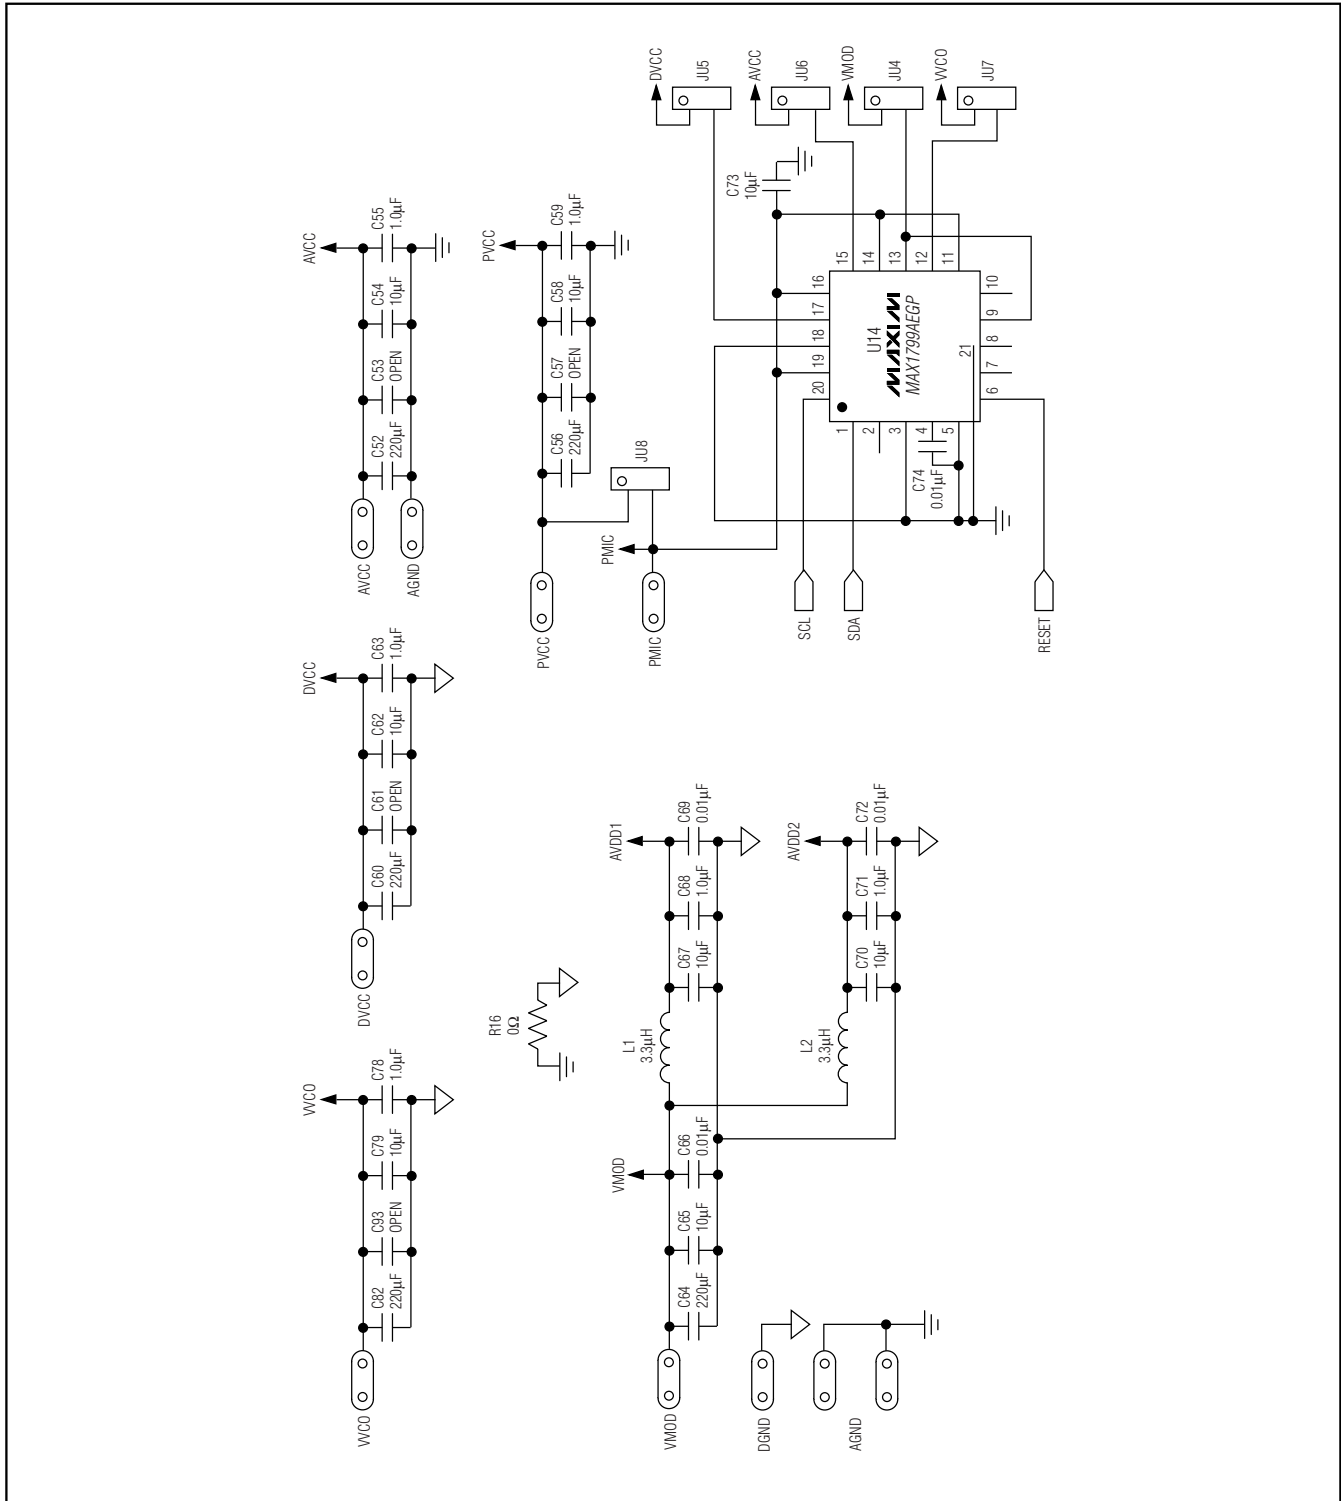 VVCO
C82
220µF
C93
OPEN
C79
10µF
C78
1.0µF
VVCO
DVCC
C60
220µF
C61
OPEN
C62
10µF
C63
1.0µF
DVCC
AVCC
AGND
C52
220µF
C53
OPEN
C54
10µF
C55
1.0µF
AVCC
R16
0Ω
PVCC
C56
220µF
C57
OPEN
C58
10µF
C59
1.0µF
PVCC
JU8
PMIC
PMIC
VMOD
C64
220µF
C65
10µF
C66
0.01µF
VMOD
L1
3.3µH
C67
10µF
C68
1.0µF
C69
0.01µF
AVDD1
L2
3.3µH
C70
10µF
C71
1.0µF
C72
0.01µF
AVDD2
DGND
AGND
SCL
SDA
RESET
C73
10µF
C74
0.01µF
DVCC
JU5
AVCC
JU6
VMOD
JU4
VVCO
JU7
U14
MAXIM
MAX1799AEGP
20
19
18
17
16
15
14
13
12
11
10
9
8
7
6
21
1
2
3
4
5